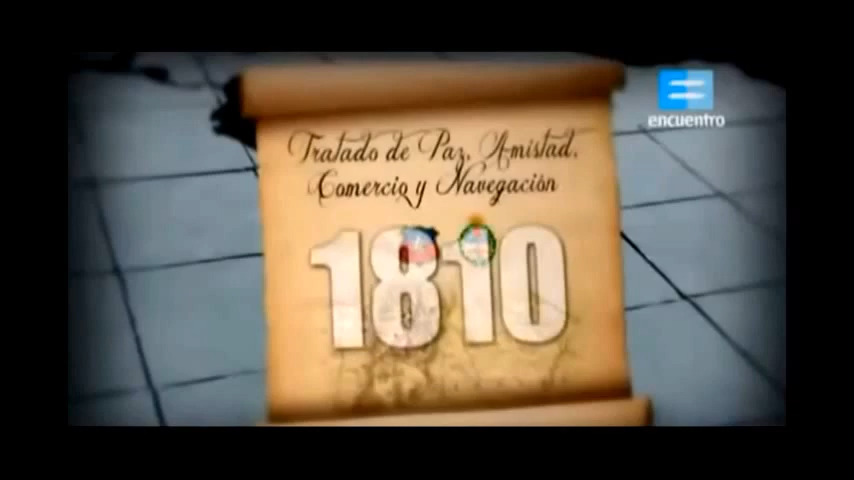 encuentro
Tratado de Paz, Amistad,
Comercio y Navegación
1810